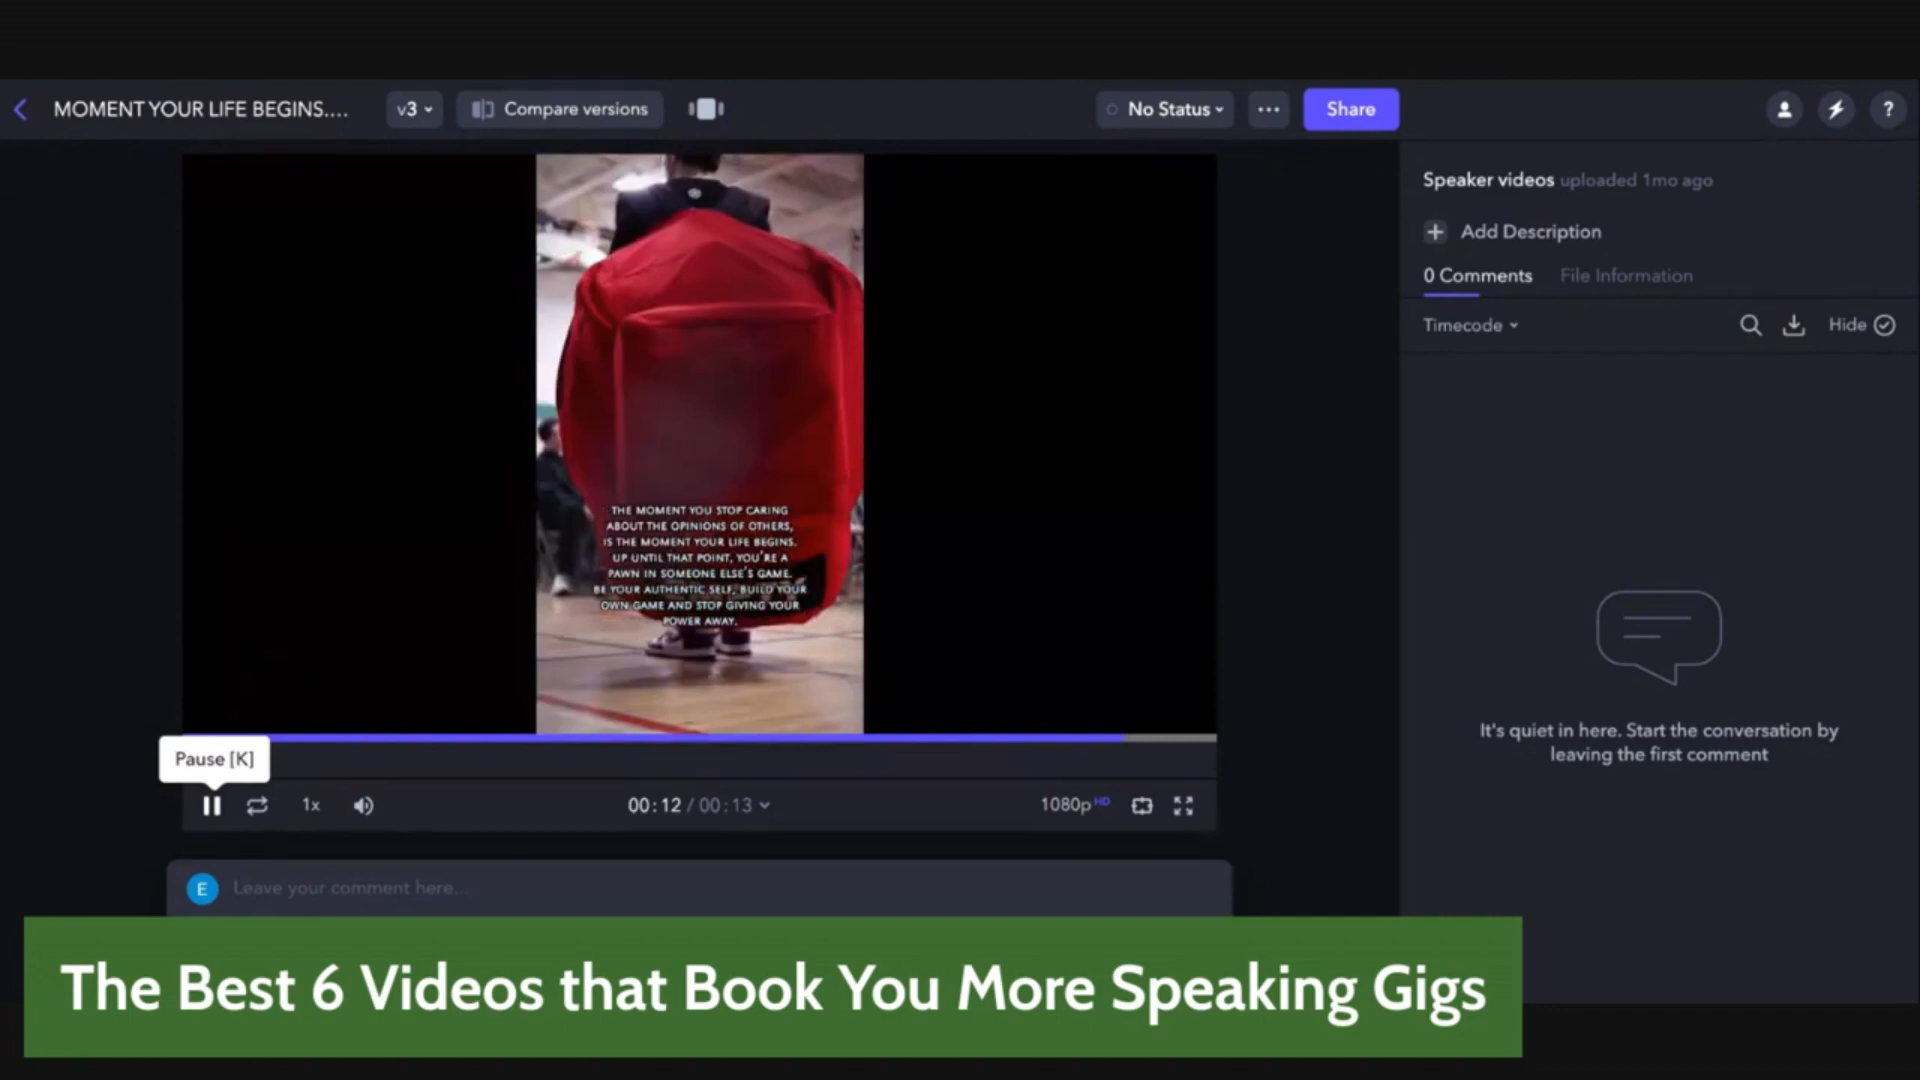 MOMENT YOUR LIFE BEGINS....
v3
Compare versions
No Status
Share
?
Speaker videos uploaded 1mo ago
Add Description
0 Comments File Information
Timecode
Hide
THE MOMENT YOU STOP CARING
ABOUT THE OPINIONS OF OTHERS,
IS THE MOMENT YOUR LIFE BEGINS.
UP UNTIL THAT POINT, YOU'RE A
PAWN IN SOMEONE ELSE'S GAME.
BE YOUR AUTHENTIC SELF, BUILD YOUR
OWN GAME AND STOP GIVING YOUR
POWER AWAY.
It's quiet in here. Start the conversation by
leaving the first comment
Pause [K]
1x
00:12 / 00:13
1080p HD
E
Leave your comment here...
The Best 6 Videos that Book You More Speaking Gigs